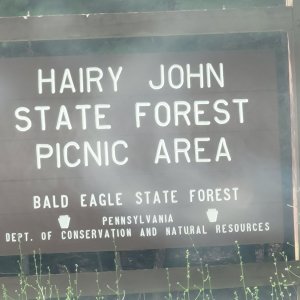 HAIRY JOHN
STATE FOREST
PICNIC AREA
BALD EAGLE STATE FOREST
PENNSYLVANIA
DEPT. OF CONSERVATION AND NATURAL RESOURCES